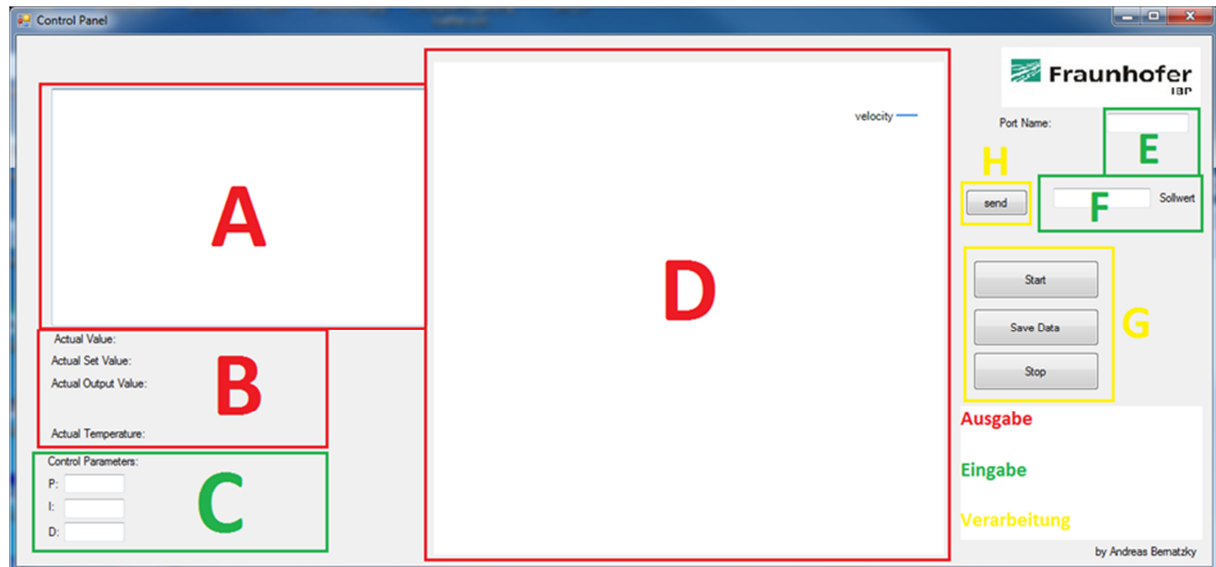 Control Panel
Fraunhofer
IBP
velocity
Port Name:
E
H
send
F
Sollwert
A
D
Start
Save Data
G
Stop
Actual Value:
Actual Set Value:
Actual Output Value:
B
Actual Temperature:
Control Parameters:
P:
I:
D:
C
Ausgabe
Eingabe
Verarbeitung
by Andreas Bernatzky